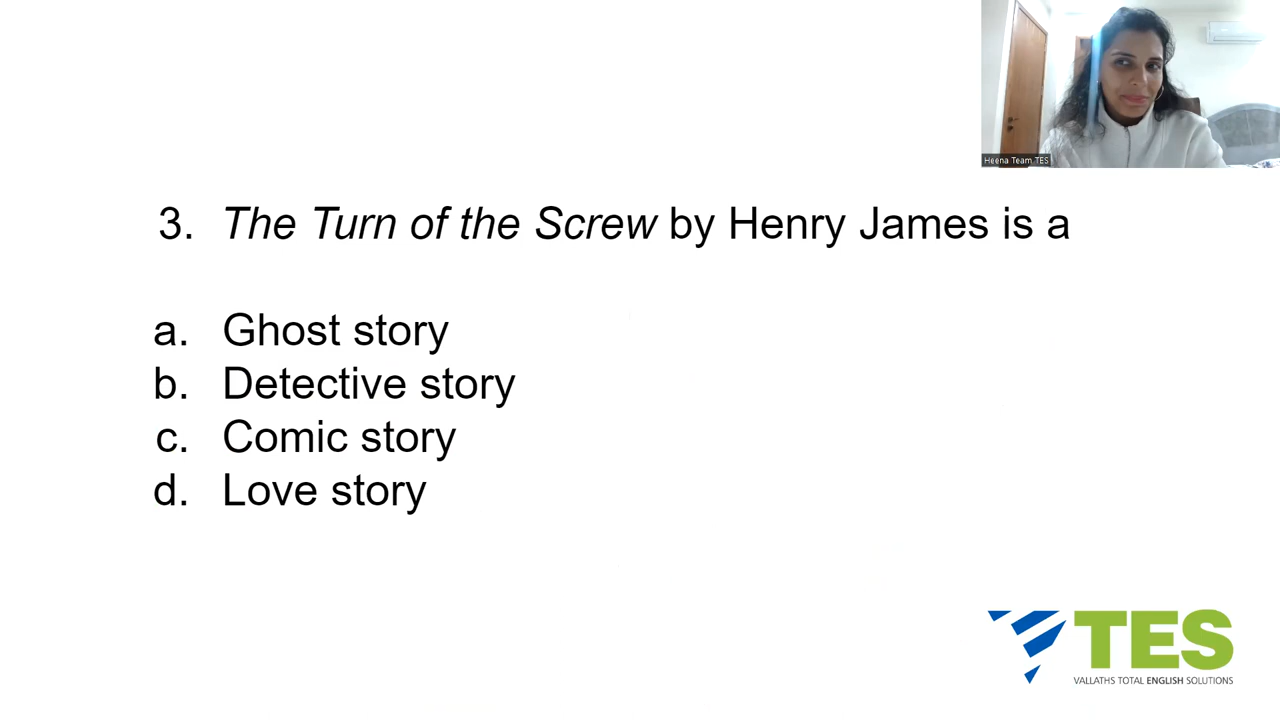 Heena Team TES
3. The Turn of the Screw by Henry James is a
a. Ghost story
b. Detective story
c. Comic story
d. Love story
TES
VALLATHS TOTAL ENGLISH SOLUTIONS